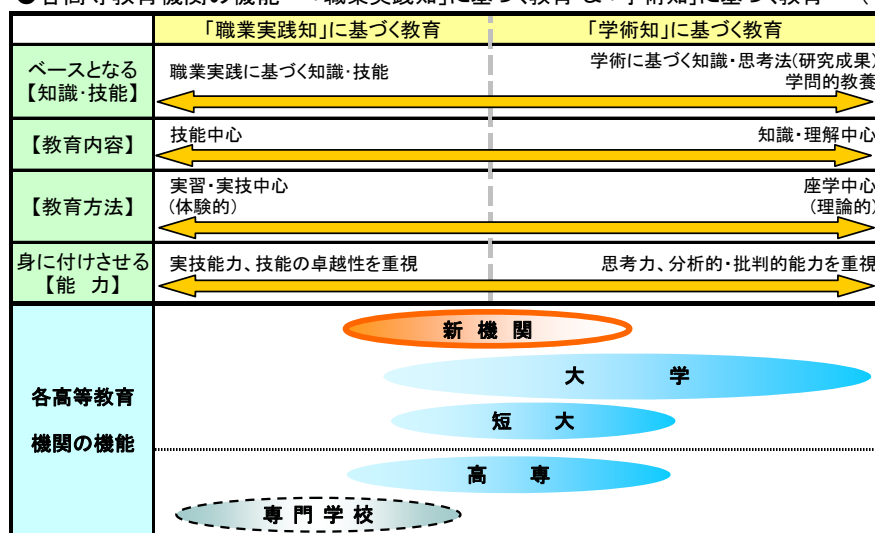 「職業実践知」に基づく教育
「学術知」に基づく教育
ベースとなる
【知識・技能】
職業実践に基づく知識・技能
学術に基づく知識・思考法(研究成果)
学問的教養
【教育内容】
技能中心
知識・理解中心
【教育方法】
実習・実技中心
(体験的)
座学中心
(理論的)
身に付けさせる
【能 力】
実技能力、技能の卓越性を重視
思考力、分析的・批判的能力を重視
各高等教育
機関の機能
新 機 関
大 学
短 大
高 専
専 門 学 校